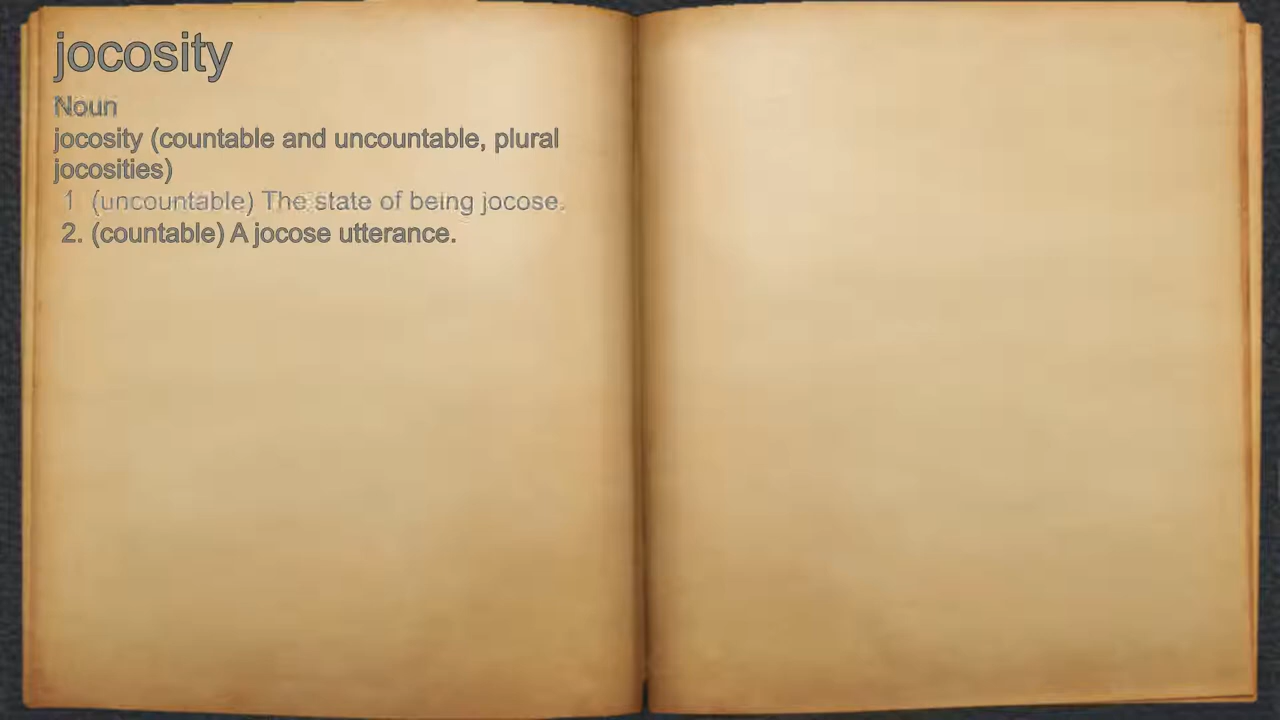 jocosity
Noun
jocosity (countable and uncountable, plural
jocosities)
1 (uncountable) The state of being jocose.
2. (countable) A jocose utterance.